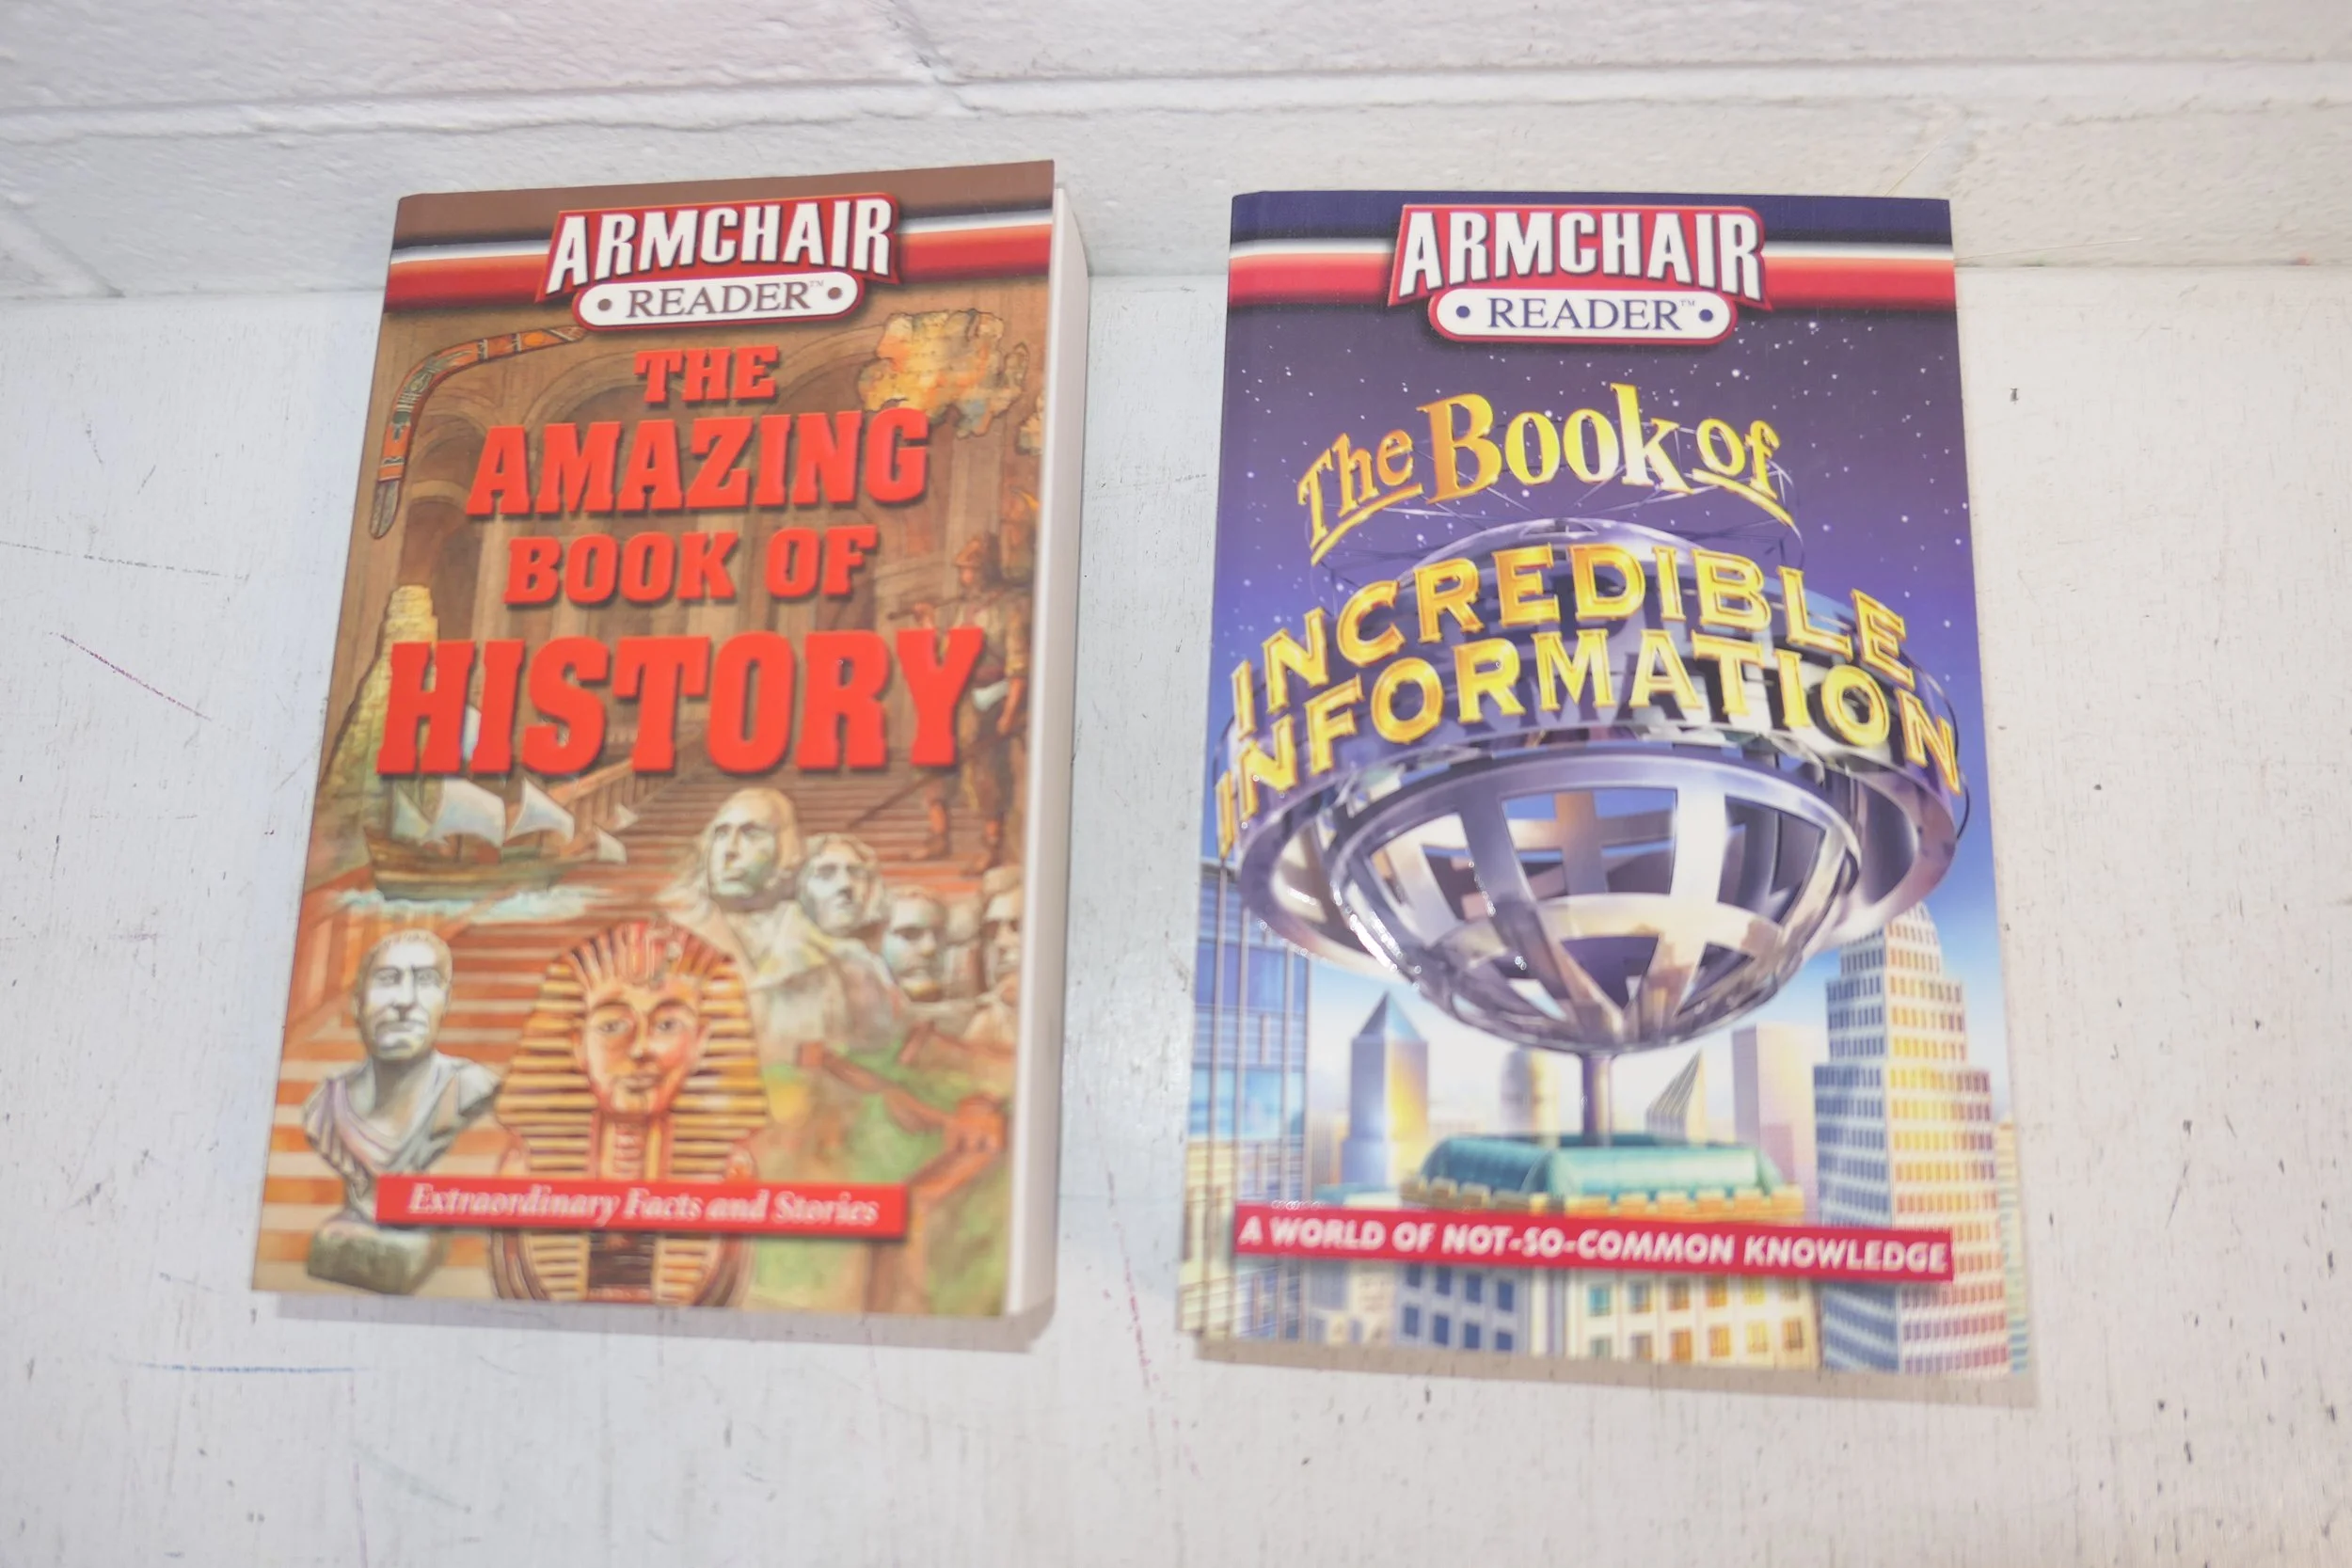 ARMCHAIR
• READER™ •
THE
AMAZING
BOOK OF
HISTORY
Extraordinary Facts and Stories
ARMCHAIR
• READER™ •
The Book of
INCREDIBLE
INFORMATION
A WORLD OF NOT-SO-COMMON KNOWLEDGE